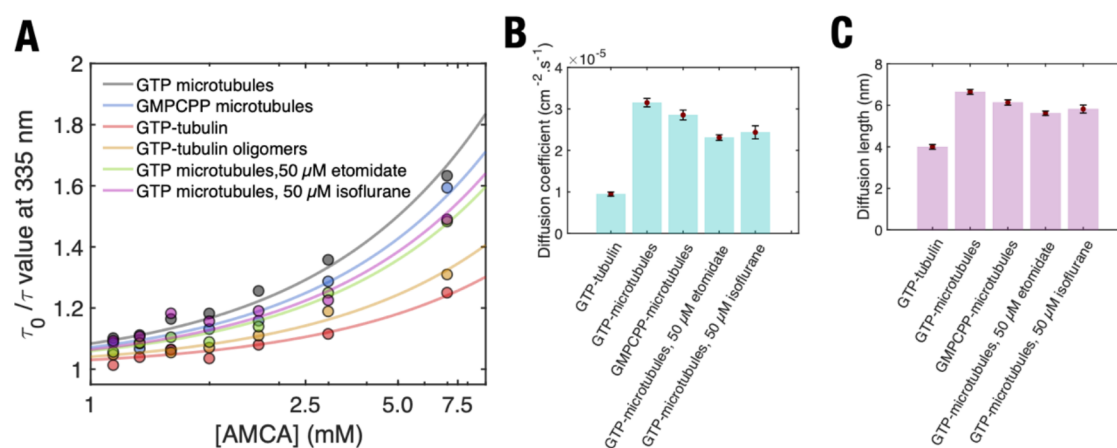 A
τ₀/τ value at 335 nm
2
1.8
1.6
1.4
1.2
1
GTP microtubules
GMPCPP microtubules
GTP-tubulin
GTP-tubulin oligomers
GTP microtubules,50 µM etomidate
GTP microtubules, 50 µM isoflurane
1
2.5
5.0
7.5
[AMCA] (mM)
B
×10⁻⁵
Diffusion coefficient (cm⁻².s⁻¹)
4
3
2
1
0
GTP-tubulin
GTP-microtubules
GMPCPP-microtubules
GTP-microtubules, 50 µM etomidate
GTP-microtubules, 50 µM isoflurane
C
Diffusion length (nm)
8
6
4
2
0
GTP-tubulin
GTP-microtubules
GMPCPP-microtubules
GTP-microtubules, 50 µM etomidate
GTP-microtubules, 50 µM isoflurane